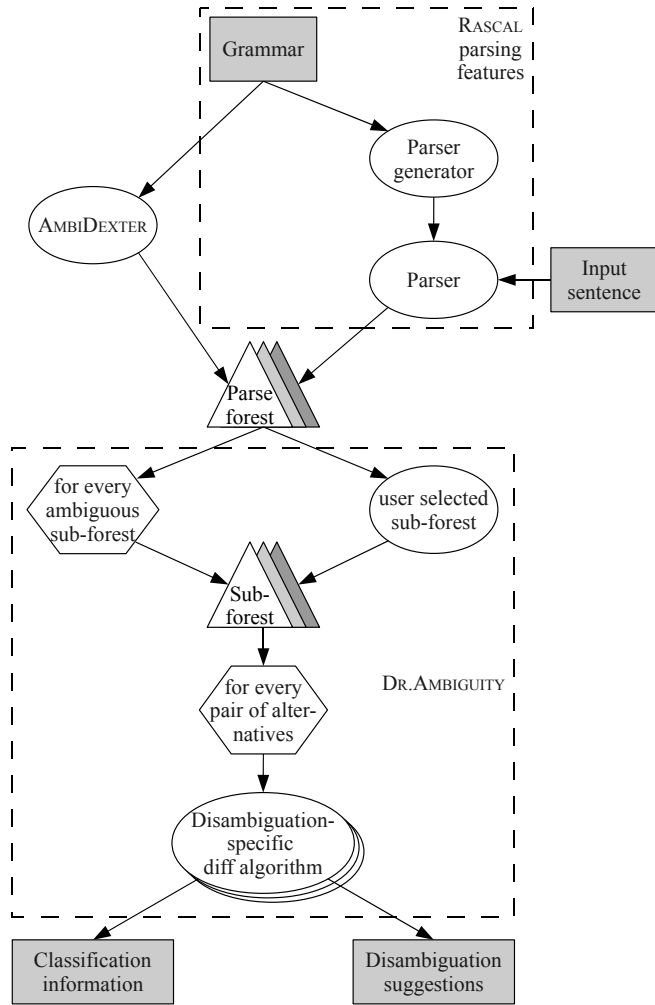 Grammar
RASCAL
parsing
features
Parser
generator
AMBIDEXTER
Parser
Input
sentence
Parse
forest
for every
ambiguous
sub-forest
user selected
sub-forest
Sub-
forest
for every
pair of alter-
natives
DR.AMBIGUITY
Disambiguation-
specific
diff algorithm
Classification
information
Disambiguation
suggestions